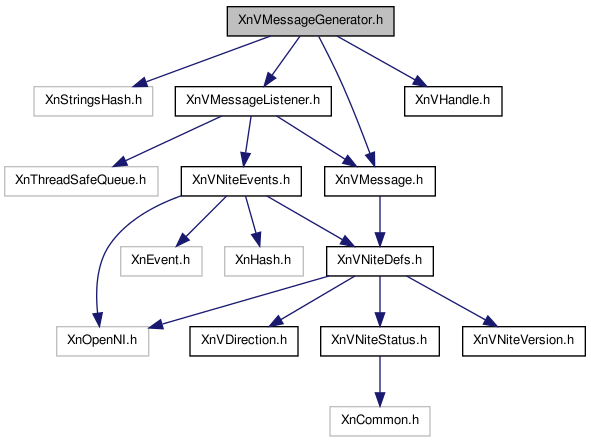 XnVMessageGenerator.h
XnStringsHash.h
XnVMessageListener.h
XnVHandle.h
XnThreadSafeQueue.h
XnVNiteEvents.h
XnVMessage.h
XnEvent.h
XnHash.h
XnVNiteDefs.h
XnOpenNI.h
XnVDirection.h
XnVNiteStatus.h
XnVNiteVersion.h
XnCommon.h